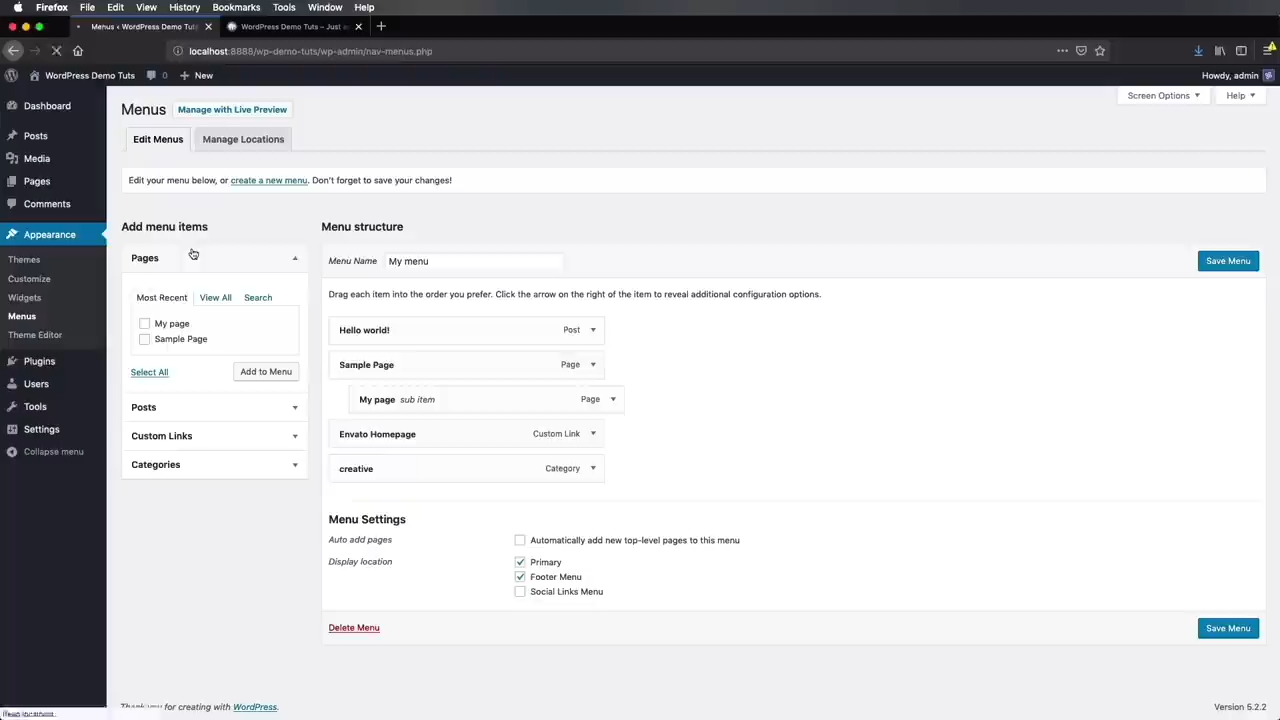 Firefox File Edit View History Bookmarks Tools Window Help
Menus ‹ WordPress Demo Tuts WordPress Demo Tuts – Just an
localhost:8888/wp-demo-tuts/wp-admin/nav-menus.php
WordPress Demo Tuts 0 New Howdy, admin
Screen Options Help
Menus Manage with Live Preview
Edit Menus Manage Locations
Edit your menu below, or create a new menu. Don't forget to save your changes!
Dashboard
Posts
Media
Pages
Comments
Appearance
Themes
Customize
Widgets
Menus
Theme Editor
Plugins
Users
Tools
Settings
Collapse menu
Add menu items
Pages
Most Recent View All Search
My page
Sample Page
Select All Add to Menu
Posts
Custom Links
Categories
Menu structure
Menu Name My menu Save Menu
Drag each item into the order you prefer. Click the arrow on the right of the item to reveal additional configuration options.
Hello world! Post
Sample Page Page
My page sub item Page
Envato Homepage Custom Link
creative Category
Menu Settings
Auto add pages Automatically add new top-level pages to this menu
Display location Primary
Footer Menu
Social Links Menu
Delete Menu Save Menu
Thank you for creating with WordPress. Version 5.2.2